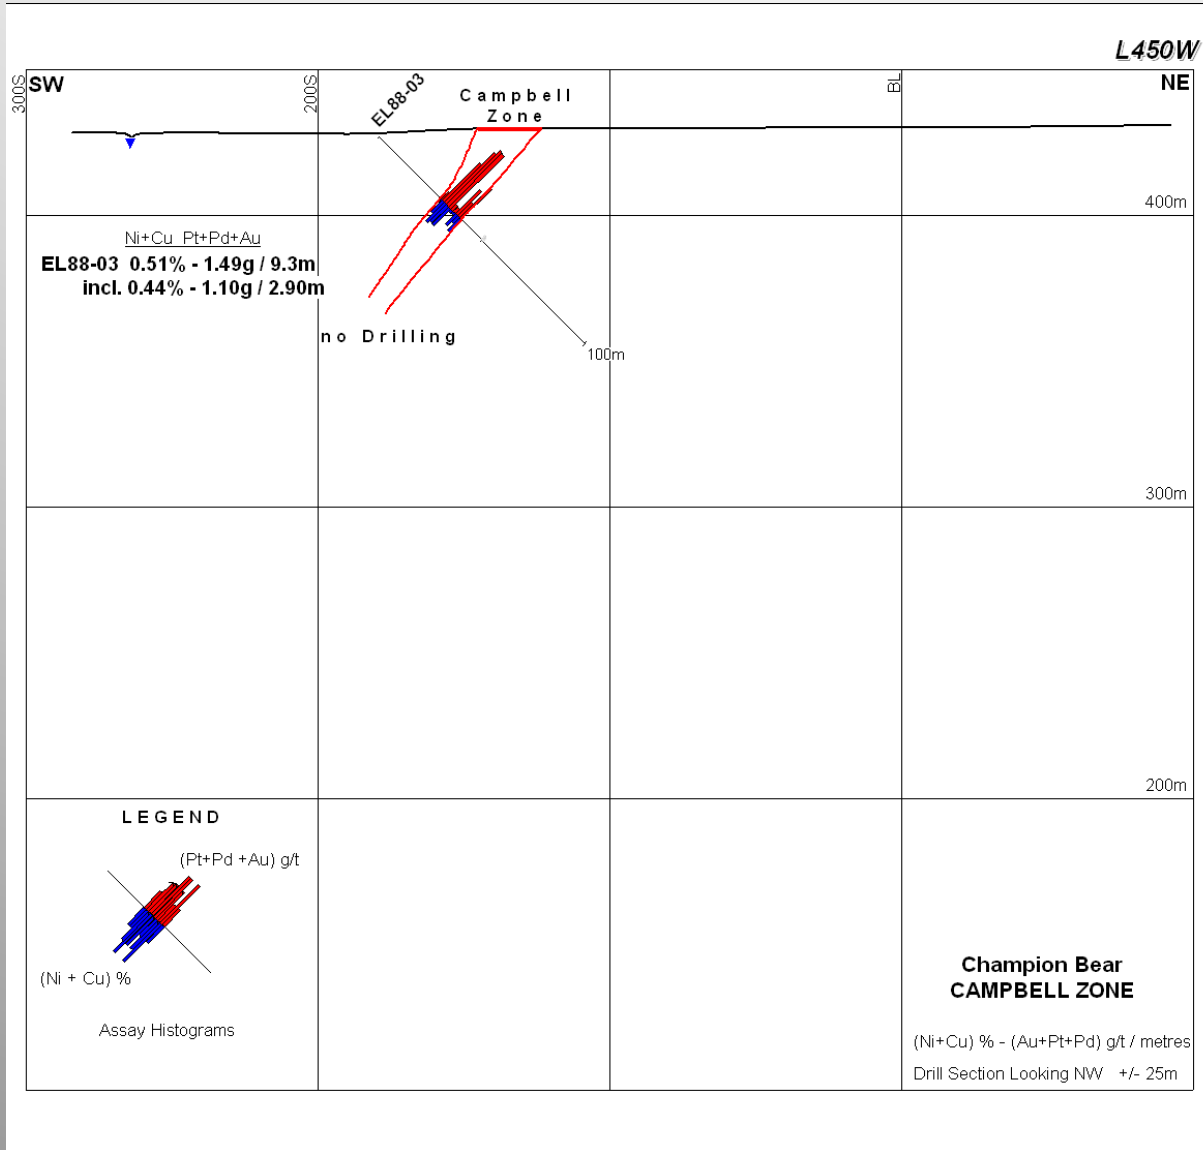 L450W
300S
SW
200S
EL88-03
Campbell
Zone
BL
NE
400m
Ni+Cu Pt+Pd+Au
EL88-03 0.51% - 1.49g / 9.3m
incl. 0.44% - 1.10g / 2.90m
no Drilling
100m
300m
200m
LEGEND
(Pt+Pd +Au) g/t
(Ni + Cu) %
Assay Histograms
Champion Bear
CAMPBELL ZONE
(Ni+Cu) % - (Au+Pt+Pd) g/t / metres
Drill Section Looking NW +/- 25m